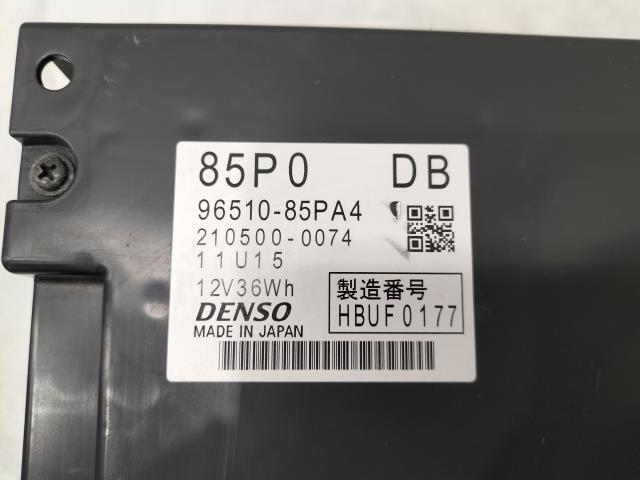 85P0 DB
96510-85PA4
210500-0074
11U15
12V36Wh
DENSO
MADE IN JAPAN
製造番号
HBUF0177